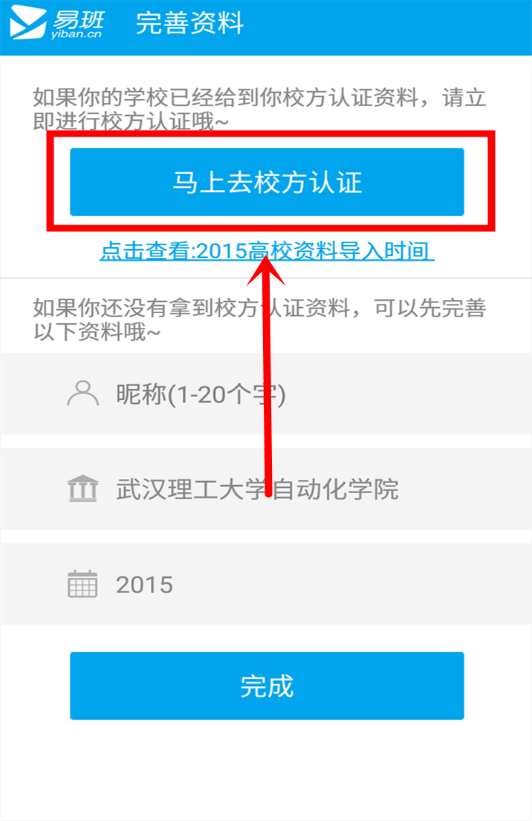 易班
yiban.cn
完善资料
如果你的学校已经给到你校方认证资料，请立
即进行校方认证哦~
马上去校方认证
点击查看:2015高校资料导入时间
如果你还没有拿到校方认证资料，可以先完善
以下资料哦~
昵称(1-20个字)
武汉理工大学自动化学院
2015
完成